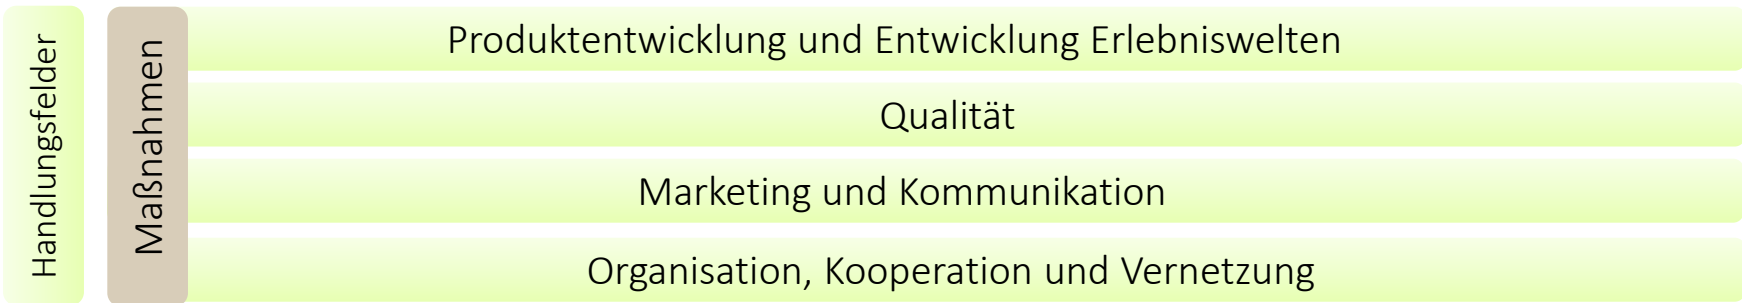 Handlungsfelder
Maßnahmen
Produktentwicklung und Entwicklung Erlebniswelten
Qualität
Marketing und Kommunikation
Organisation, Kooperation und Vernetzung